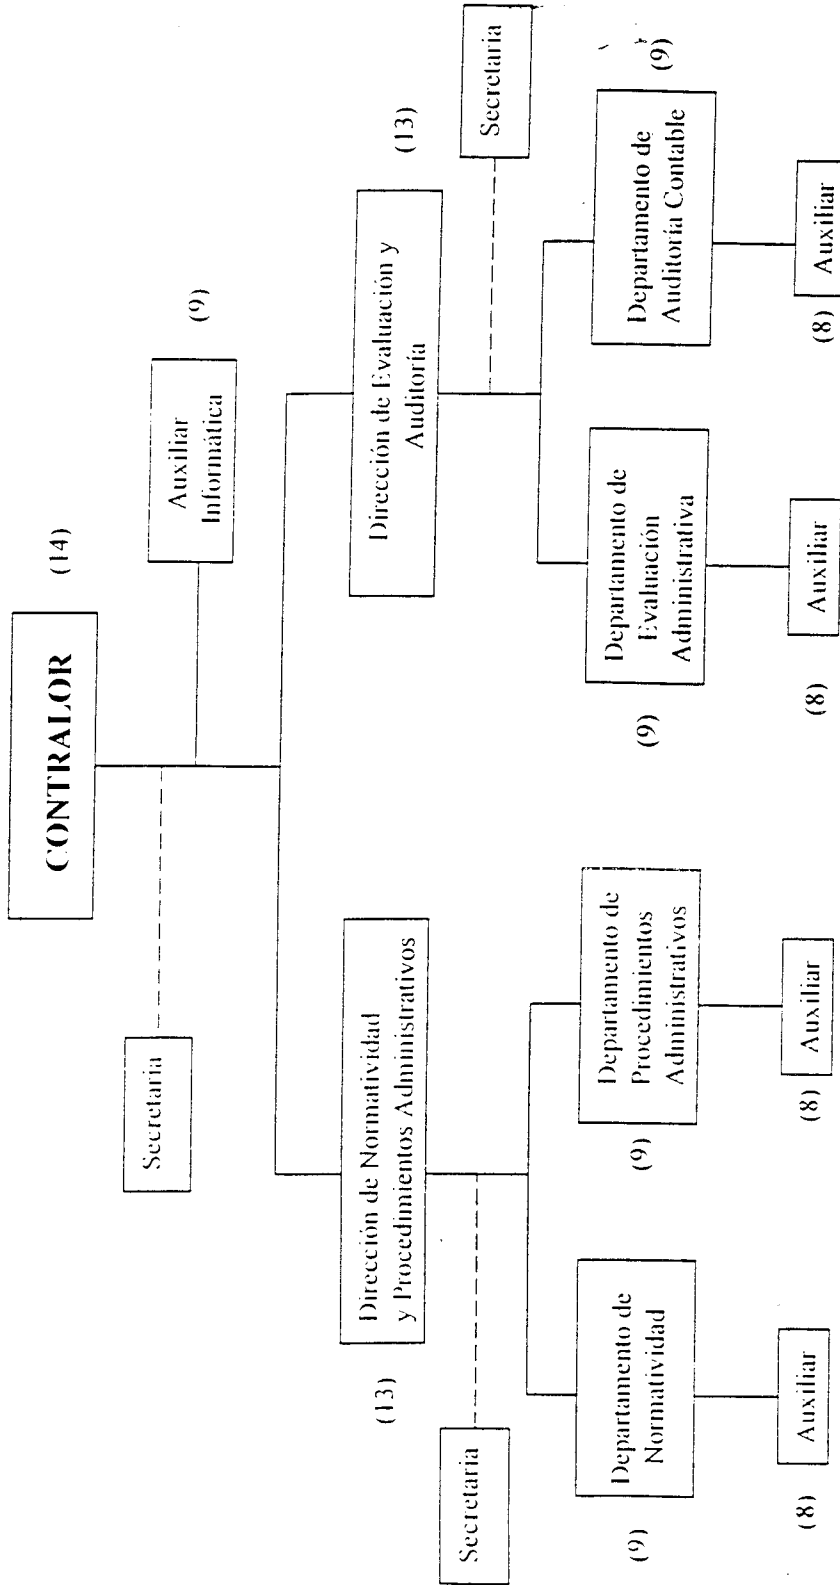 CONTRALOR
(14)
Secretaria
Auxiliar
Informática
(9)
Dirección de Normatividad
y Procedimientos Administrativos
(13)
Dirección de Evaluación y
Auditoría
(13)
Secretaria
Secretaria
Departamento de
Normatividad
(9)
Departamento de
Procedimientos
Administrativos
(9)
Departamento de
Evaluación
Administrativa
(9)
Departamento de
Auditoría Contable
(9)
Auxiliar
(8)
Auxiliar
(8)
Auxiliar
(8)
Auxiliar
(8)